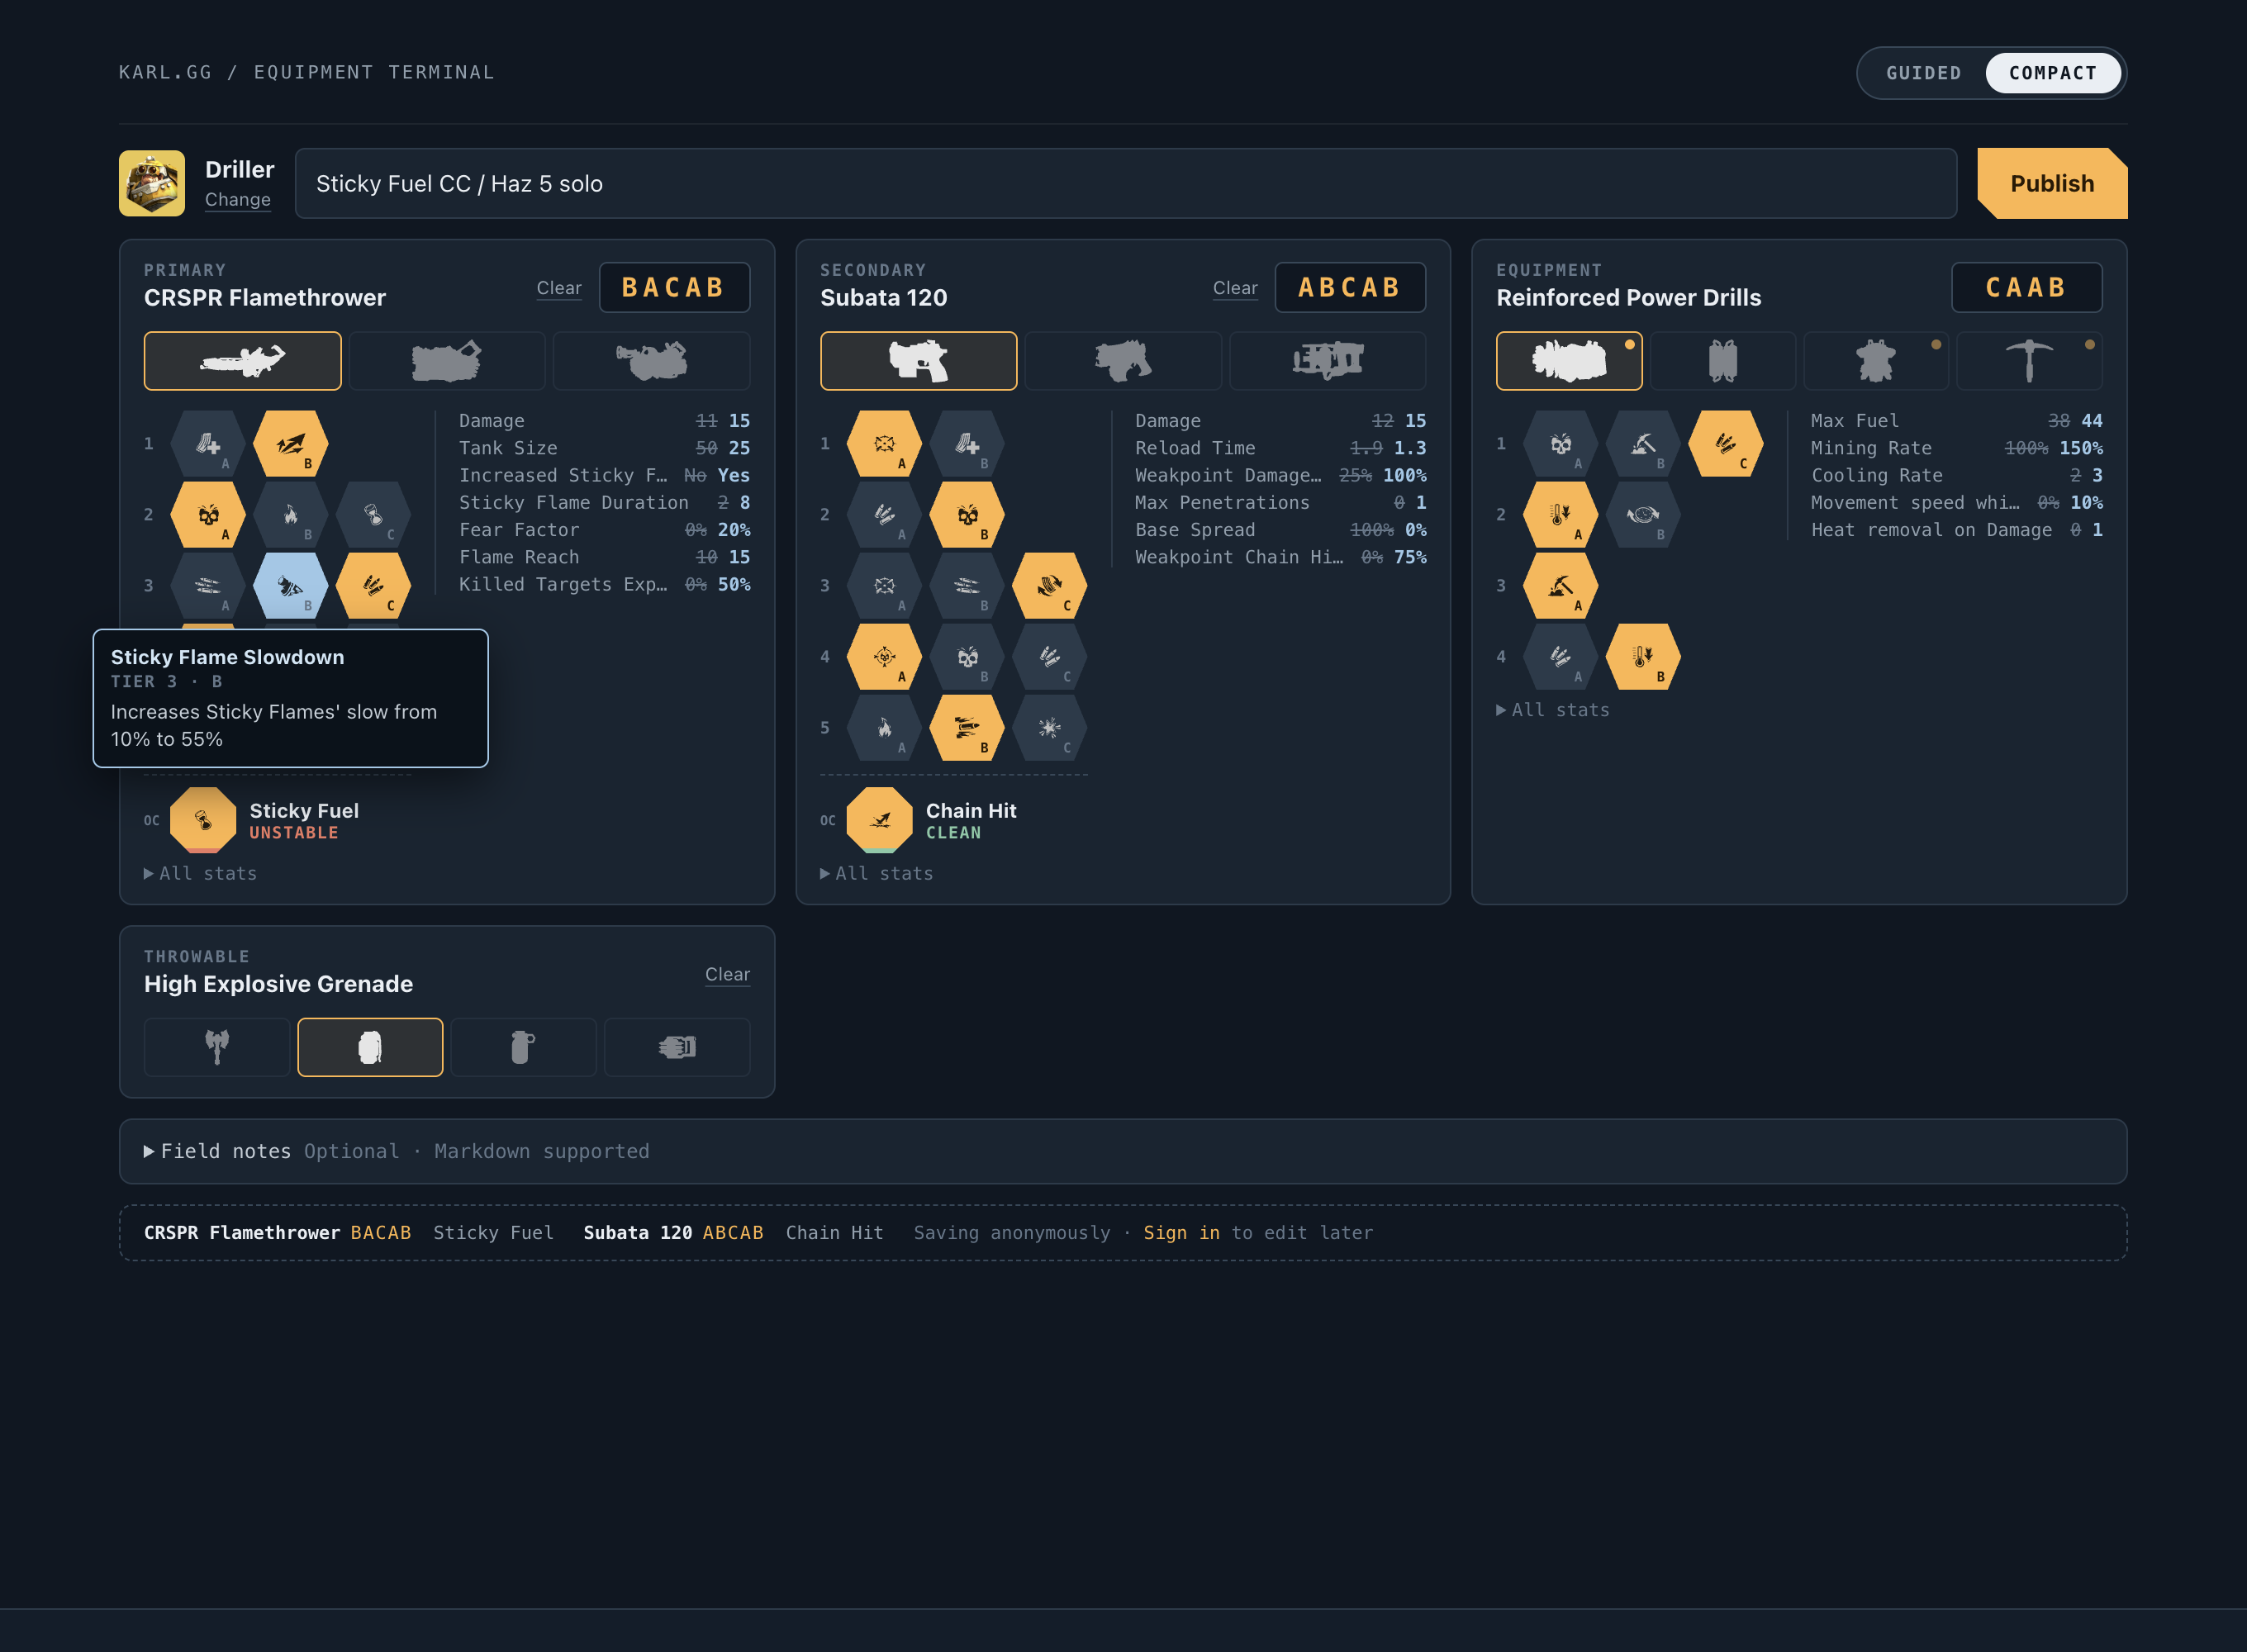 KARL.GG / EQUIPMENT TERMINAL
GUIDED COMPACT
Driller
Change
Sticky Fuel CC / Haz 5 solo
Publish
PRIMARY
CRSPR Flamethrower
Clear
BACAB
1 A B
2 A B C
3 A B C
Damage 11 15
Tank Size 50 25
Increased Sticky F… No Yes
Sticky Flame Duration 2 8
Fear Factor 0% 20%
Flame Reach 10 15
Killed Targets Exp… 0% 50%
Sticky Flame Slowdown
TIER 3 · B
Increases Sticky Flames' slow from
10% to 55%
OC Sticky Fuel
UNSTABLE
▶ All stats
SECONDARY
Subata 120
Clear
ABCAB
1 A B
2 A B
3 A B C
4 A B C
5 A B C
Damage 12 15
Reload Time 1.9 1.3
Weakpoint Damage… 25% 100%
Max Penetrations 0 1
Base Spread 100% 0%
Weakpoint Chain Hi… 0% 75%
OC Chain Hit
CLEAN
▶ All stats
EQUIPMENT
Reinforced Power Drills
CAAB
1 A B C
2 A B
3 A
4 A B
Max Fuel 38 44
Mining Rate 100% 150%
Cooling Rate 2 3
Movement speed whi… 0% 10%
Heat removal on Damage 0 1
▶ All stats
THROWABLE
High Explosive Grenade
Clear
▶ Field notes Optional · Markdown supported
CRSPR Flamethrower BACAB Sticky Fuel Subata 120 ABCAB Chain Hit Saving anonymously · Sign in to edit later